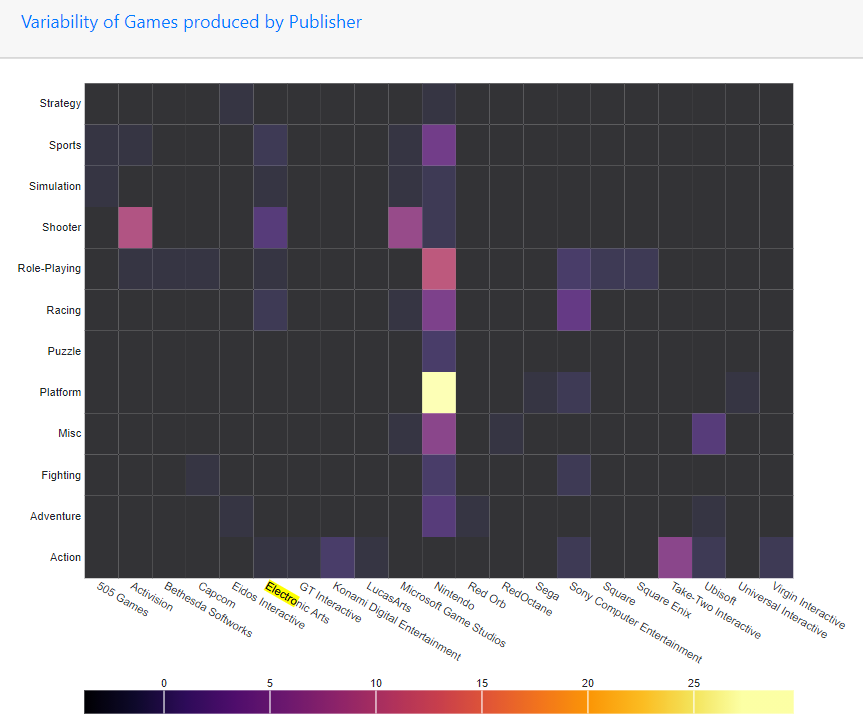 Variability of Games produced by Publisher
Strategy
Sports
Simulation
Shooter
Role-Playing
Racing
Puzzle
Platform
Misc
Fighting
Adventure
Action
505 Games
Activision
Bethesda Softworks
Capcom
Eidos Interactive
Electronic Arts
GT Interactive
Konami Digital Entertainment
LucasArts
Microsoft Game Studios
Nintendo
Red Orb
RedOctane
Sega
Sony Computer Entertainment
Square
Square Enix
Take-Two Interactive
Ubisoft
Universal Interactive
Virgin Interactive
0 5 10 15 20 25